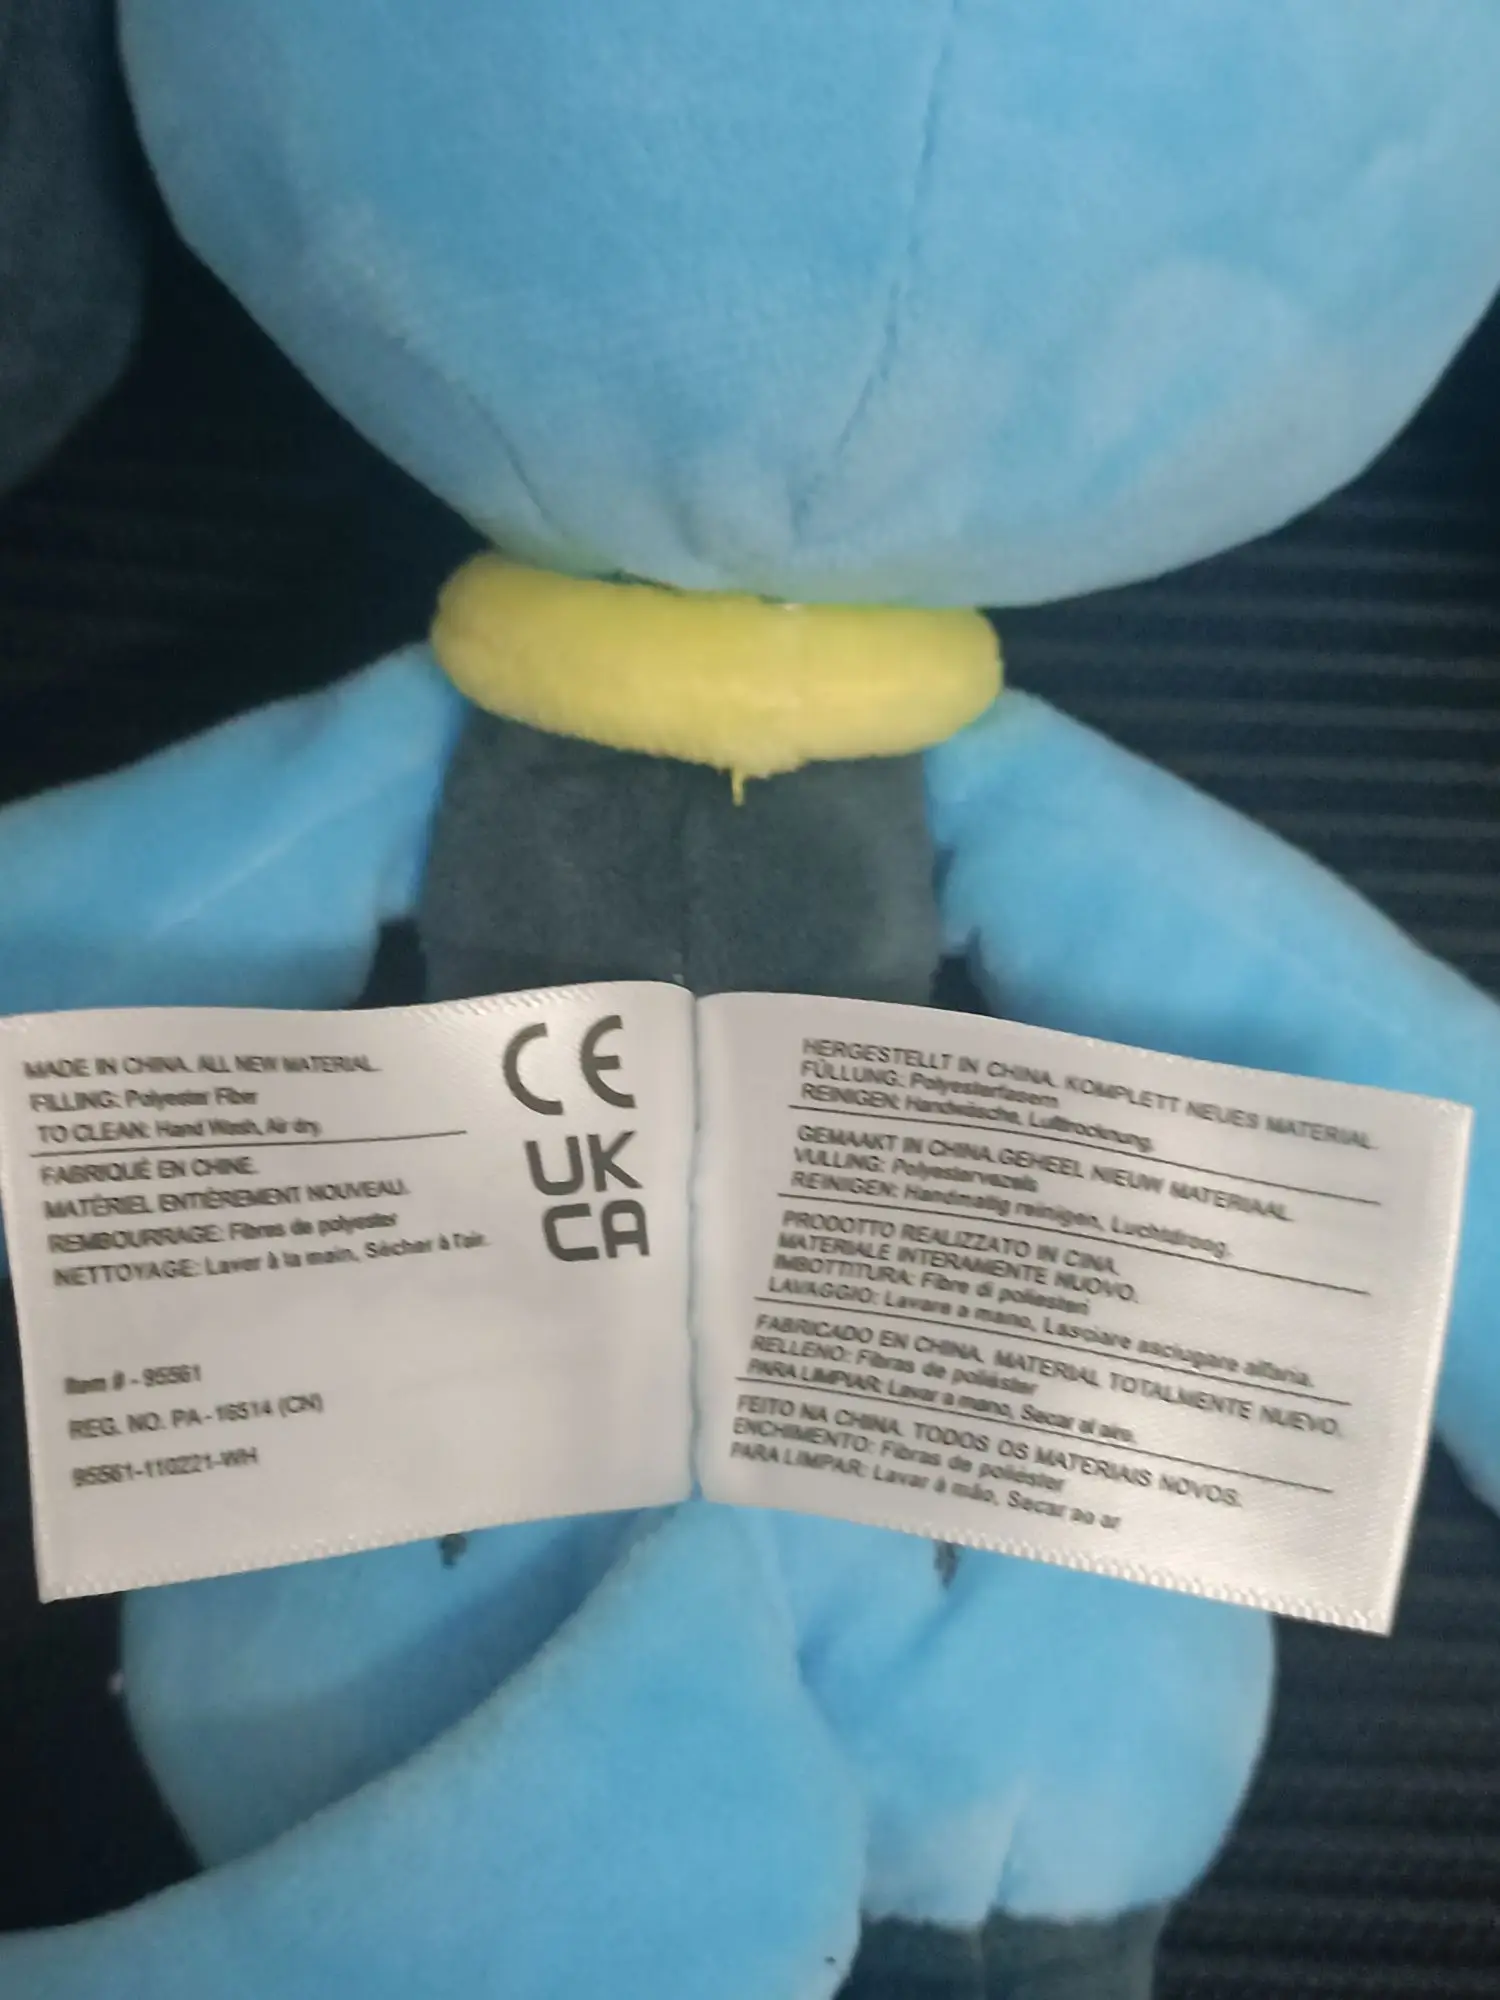 MADE IN CHINA. ALL NEW MATERIAL.
FILLING: Polyester Fiber
TO CLEAN: Hand Wash, Air dry.
FABRIQUÉ EN CHINE.
MATÉRIEL ENTIÈREMENT NOUVEAU.
REMBOURRAGE: Fibres de polyester
NETTOYAGE: Laver à la main, Sécher à l'air.
CE
UK
CA
Item # - 95561
REG. NO. PA-16514 (CN)
95561-110221-WH
HERGESTELLT IN CHINA. KOMPLETT NEUES MATERIAL.
FÜLLUNG: Polyesterfasern
REINIGEN: Handwäsche, Lufttrocknung.
GEMAAKT IN CHINA.GEHEEL NIEUW MATERIAAL.
VULLING: Polyestervezels
REINIGEN: Handmatig reinigen, Luchtdroog.
PRODOTTO REALIZZATO IN CINA.
MATERIALE INTERAMENTE NUOVO.
IMBOTTITURA: Fibre di poliesteri
LAVAGGIO: Lavare a mano, Lasciare asciugare all'aria.
FABRICADO EN CHINA. MATERIAL TOTALMENTE NUEVO.
RELLENO: Fibras de poliéster
PARA LIMPIAR: Lavar a mano, Secar al aire.
FEITO NA CHINA. TODOS OS MATERIAIS NOVOS.
ENCHIMENTO: Fibras de poliéster
PARA LIMPAR: Lavar à mão, Secar ao ar